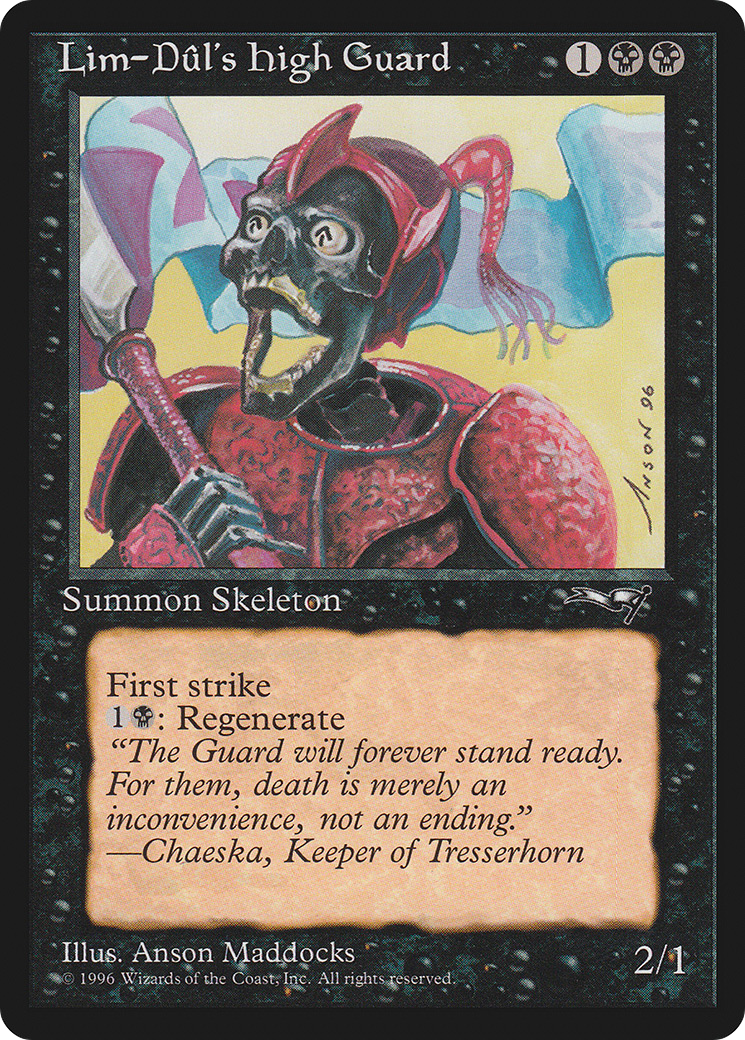 Lim-Dûl's High Guard
1
Anson 96
Summon Skeleton
First strike
1 : Regenerate
“The Guard will forever stand ready.
For them, death is merely an
inconvenience, not an ending.”
—Chaeska, Keeper of Tresserhorn
Illus. Anson Maddocks
2/1
© 1996 Wizards of the Coast, Inc. All rights reserved.